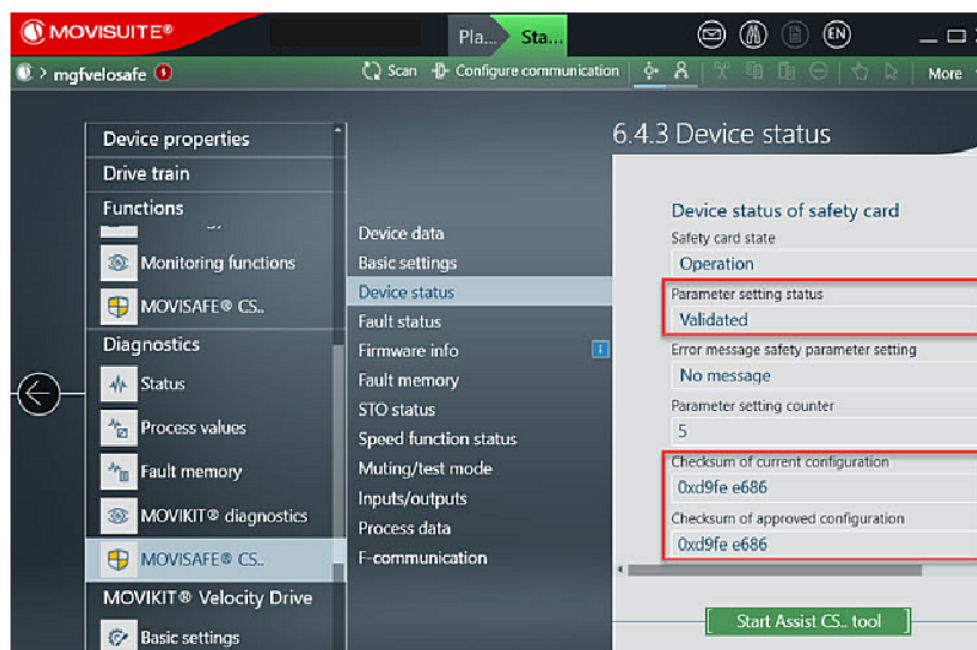 MOVISUITE®
Pla...
Sta...
EN
> mgfvelosafe
Scan
Configure communication
More
Device properties
Drive train
Functions
Monitoring functions
MOVISAFE® CS..
Diagnostics
Status
Process values
Fault memory
MOVIKIT® diagnostics
MOVISAFE® CS..
MOVIKIT® Velocity Drive
Basic settings
Device data
Basic settings
Device status
Fault status
Firmware info
Fault memory
STO status
Speed function status
Muting/test mode
Inputs/outputs
Process data
F-communication
6.4.3 Device status
Device status of safety card
Safety card state
Operation
Parameter setting status
Validated
Error message safety parameter setting
No message
Parameter setting counter
5
Checksum of current configuration
0xd9fe e686
Checksum of approved configuration
0xd9fe e686
Start Assist CS.. tool